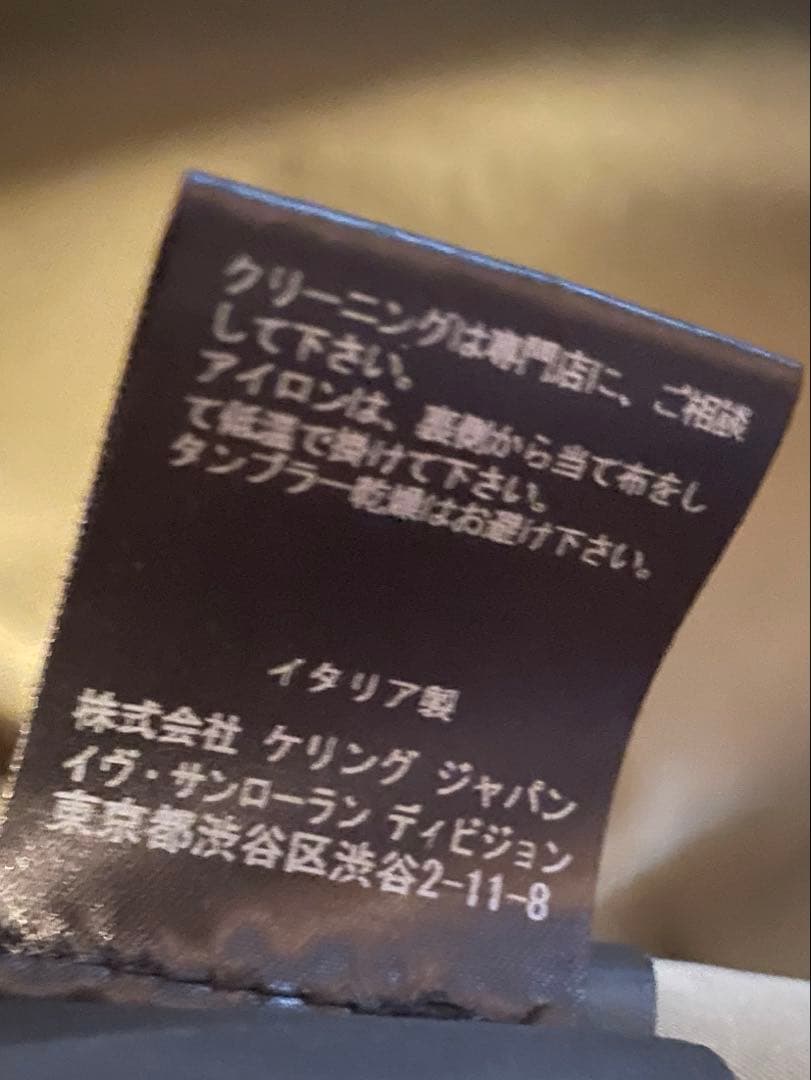 クリーニングは専門店に、ご相談
して下さい。
アイロンは、裏側から当て布をし
て低温で掛けて下さい。
タンブラー乾燥はお避け下さい。
イタリア製
株式会社 ケリング ジャパン
イヴ・サンローラン ディビジョン
東京都渋谷区渋谷2-11-8